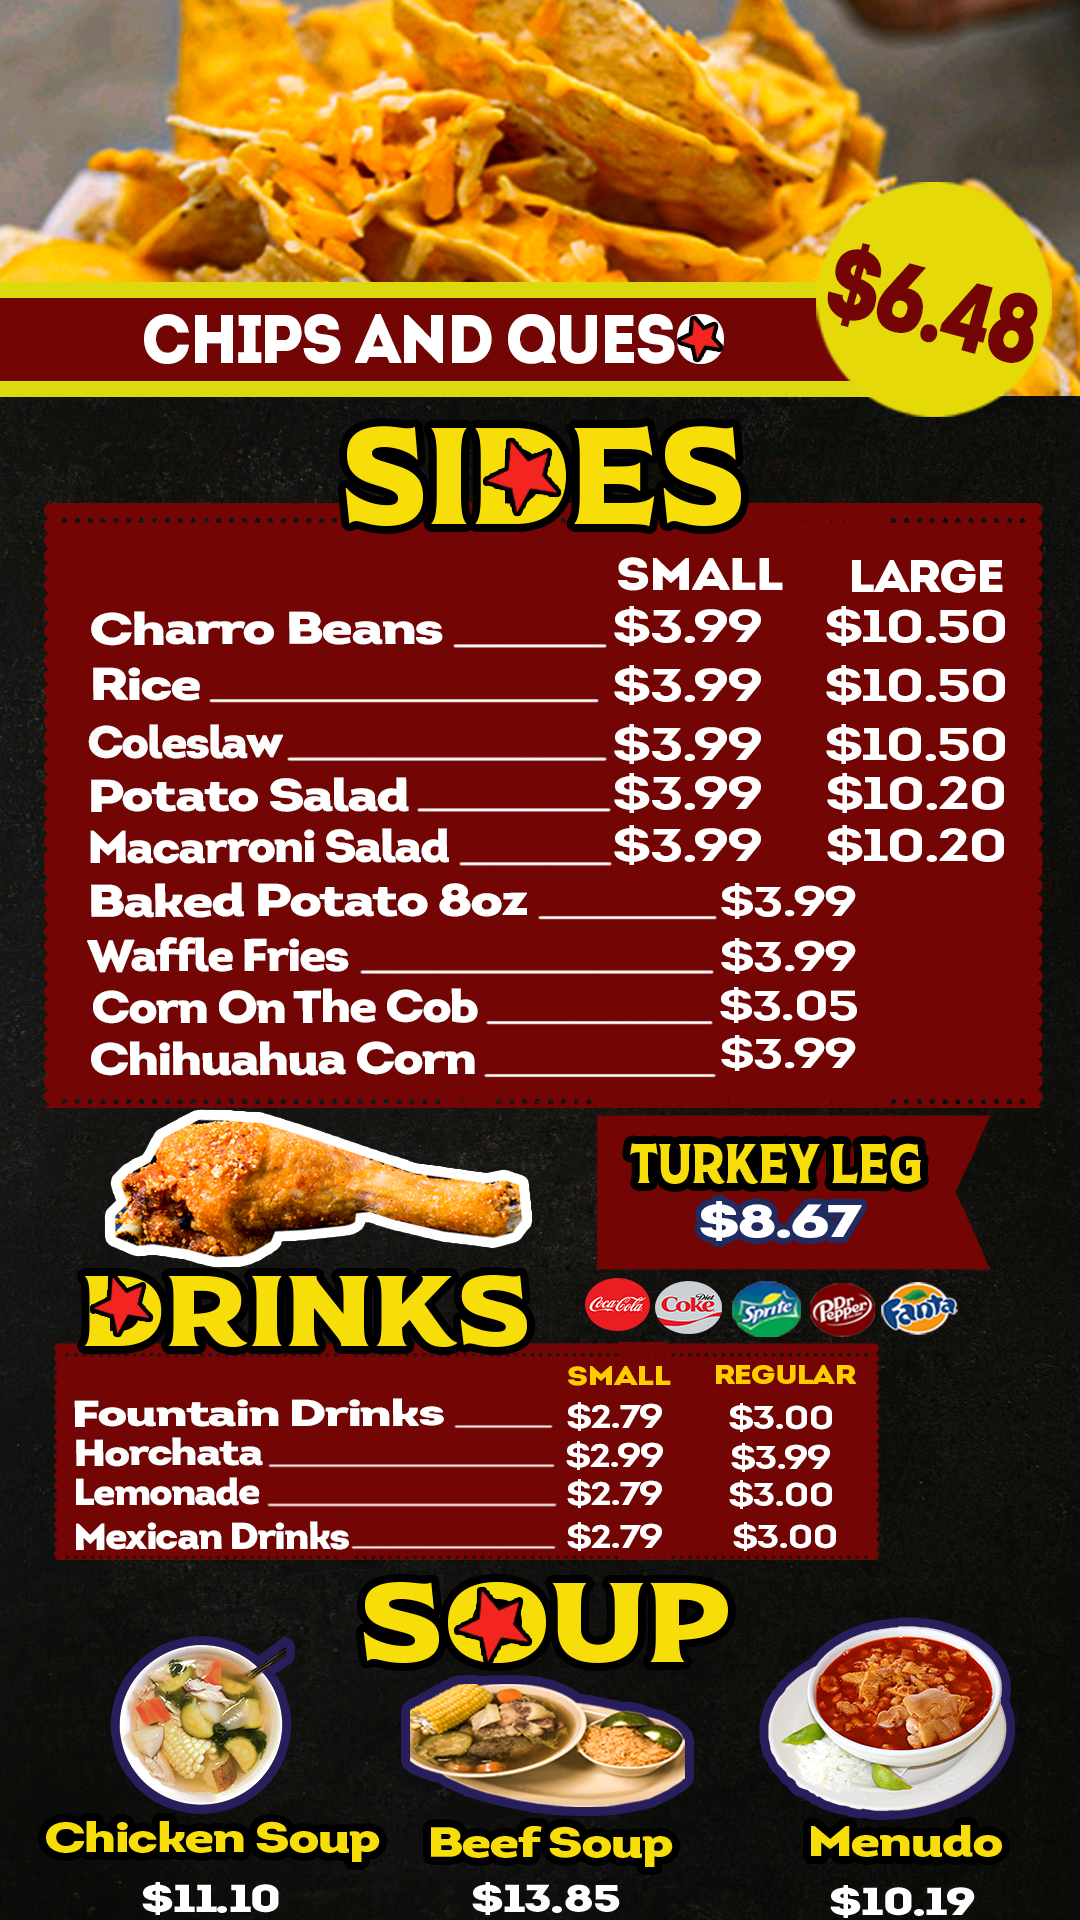 CHIPS AND QUESO
$6.48
SIDES
SMALL LARGE
Charro Beans $3.99 $10.50
Rice $3.99 $10.50
Coleslaw $3.99 $10.50
Potato Salad $3.99 $10.20
Macarroni Salad $3.99 $10.20
Baked Potato 8oz $3.99
Waffle Fries $3.99
Corn On The Cob $3.05
Chihuahua Corn $3.99
TURKEY LEG
$8.67
DRINKS
Coca-Cola Diet Coke Sprite Dr Pepper Fanta
SMALL REGULAR
Fountain Drinks $2.79 $3.00
Horchata $2.99 $3.99
Lemonade $2.79 $3.00
Mexican Drinks $2.79 $3.00
SOUP
Chicken Soup Beef Soup Menudo
$11.10 $13.85 $10.19